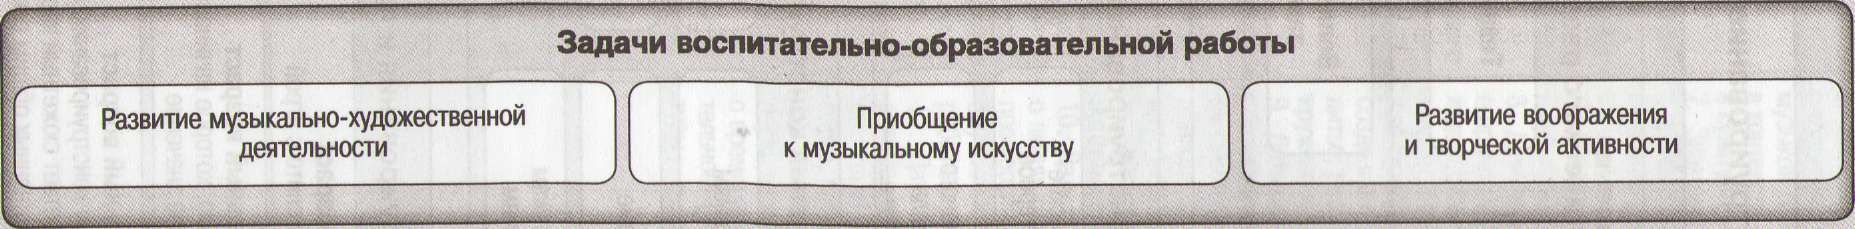 Задачи воспитательно-образовательной работы
Развитие музыкально-художественной
деятельности
Приобщение
к музыкальному искусству
Развитие воображения
и творческой активности